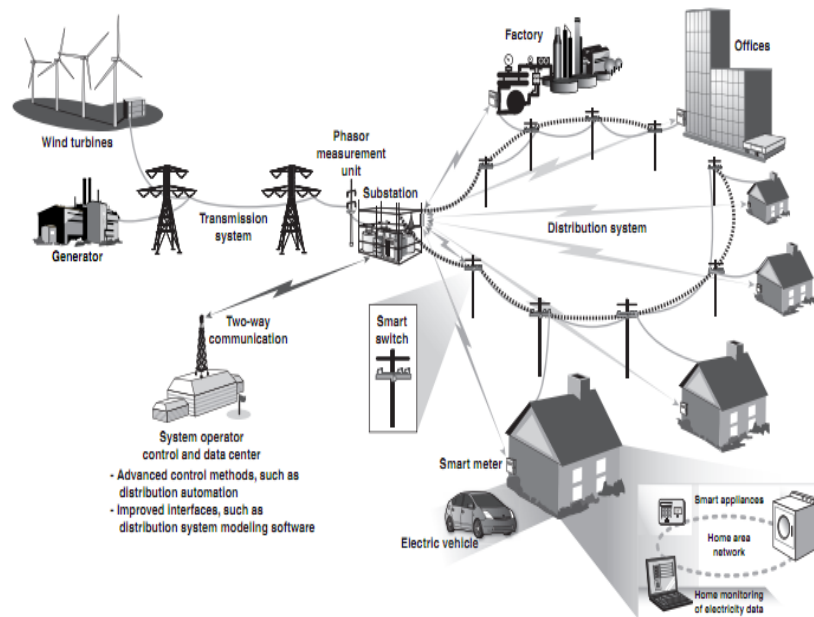 Factory
Offices
Wind turbines
Phasor
measurement
unit
Substation
Transmission
system
Generator
Distribution system
Two-way
communication
Smart
switch
System operator
control and data center
- Advanced control methods, such as
distribution automation
- Improved interfaces, such as
distribution system modeling software
Smart meter
Electric vehicle
Smart appliances
Home area
network
Home monitoring
of electricity data